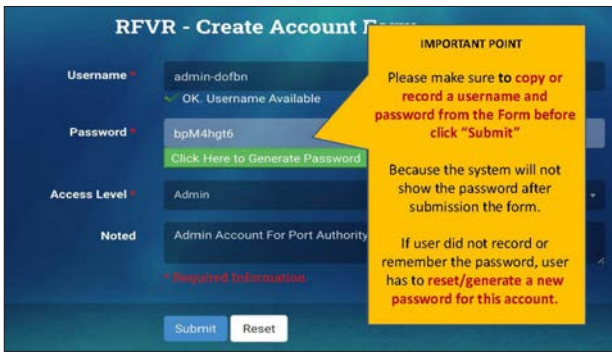 RFVR - Create Account
Username *
admin-dofbn
OK. Username Available
Password *
bpM4hgt6
Click Here to Generate Password
Access Level *
Admin
Noted
Admin Account For Port Authority
* Required Information
Submit
Reset
IMPORTANT POINT
Please make sure to copy or
record a username and
password from the Form before
click “Submit”
Because the system will not
show the password after
submission the form.
If user did not record or
remember the password, user
has to reset/generate a new
password for this account.